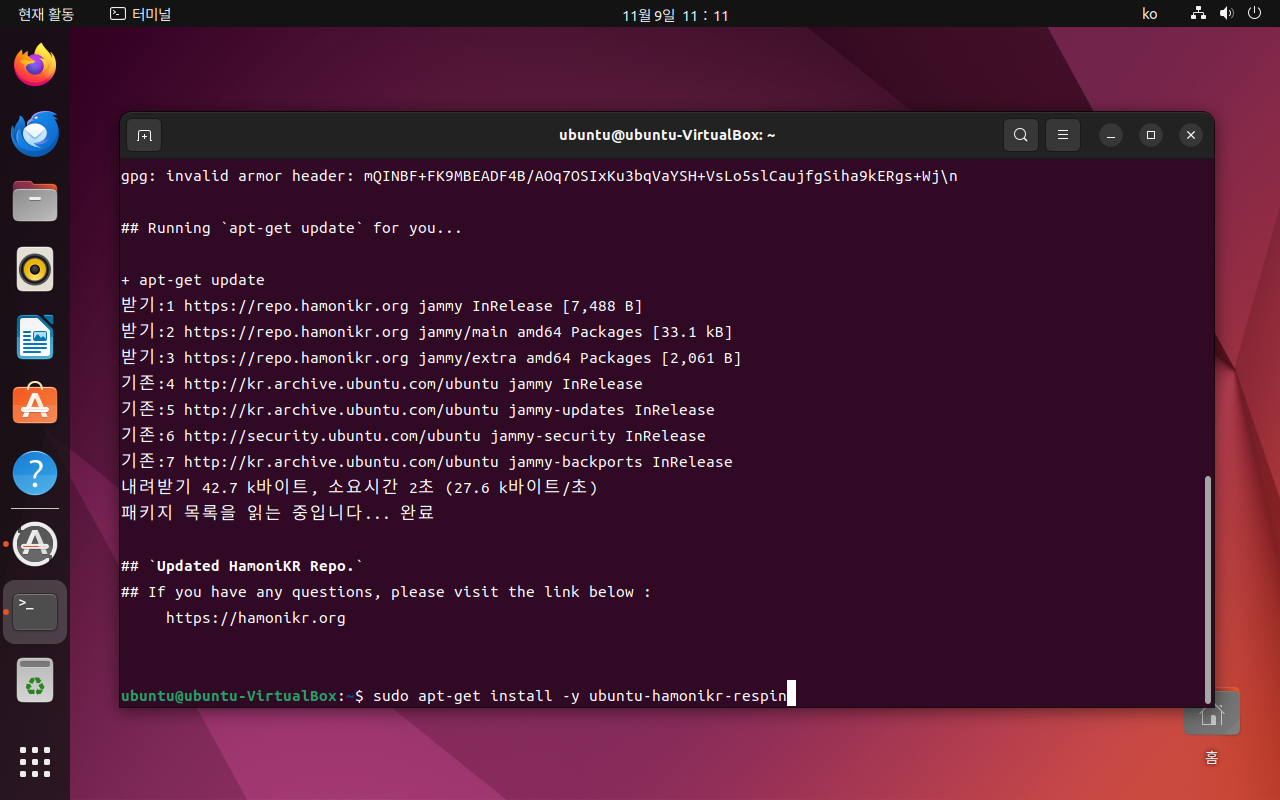 현재 활동
터미널
11월 9일 11 : 11
ko
ubuntu@ubuntu-VirtualBox: ~
gpg: invalid armor header: mQINBF+FK9MBEADF4B/AOq7OSIxKu3bqVaYSH+VsLo5slCaujfgSiha9kERgs+Wj\n
## Running `apt-get update` for you...
+ apt-get update
받기:1 https://repo.hamonikr.org jammy InRelease [7,488 B]
받기:2 https://repo.hamonikr.org jammy/main amd64 Packages [33.1 kB]
받기:3 https://repo.hamonikr.org jammy/extra amd64 Packages [2,061 B]
기존:4 http://kr.archive.ubuntu.com/ubuntu jammy InRelease
기존:5 http://kr.archive.ubuntu.com/ubuntu jammy-updates InRelease
기존:6 http://security.ubuntu.com/ubuntu jammy-security InRelease
기존:7 http://kr.archive.ubuntu.com/ubuntu jammy-backports InRelease
내려받기 42.7 k바이트, 소요시간 2초 (27.6 k바이트/초)
패키지 목록을 읽는 중입니다... 완료
## `Updated HamoniKR Repo.`
## If you have any questions, please visit the link below :
https://hamonikr.org
ubuntu@ubuntu-VirtualBox:~$ sudo apt-get install -y ubuntu-hamonikr-respin
홈